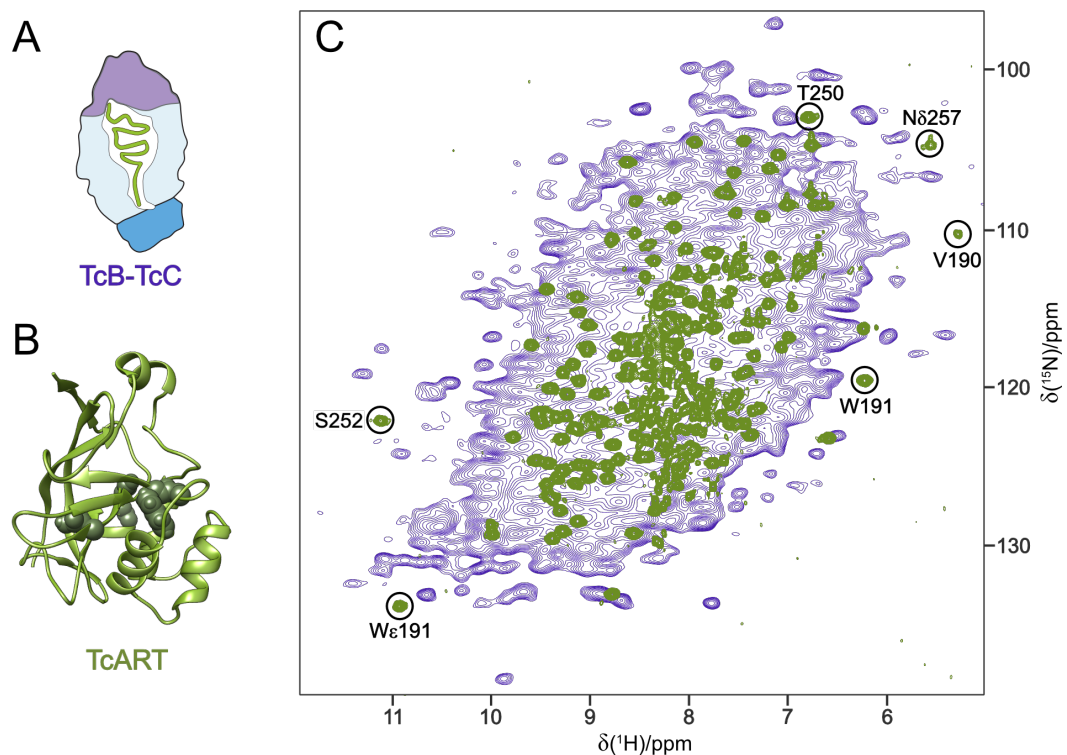 A
TcB-TcC
B
TcART
C
T250
Nδ257
V190
W191
S252
Wε191
100
110
120
130
δ(¹⁵N)/ppm
11 10 9 8 7 6
δ(¹H)/ppm